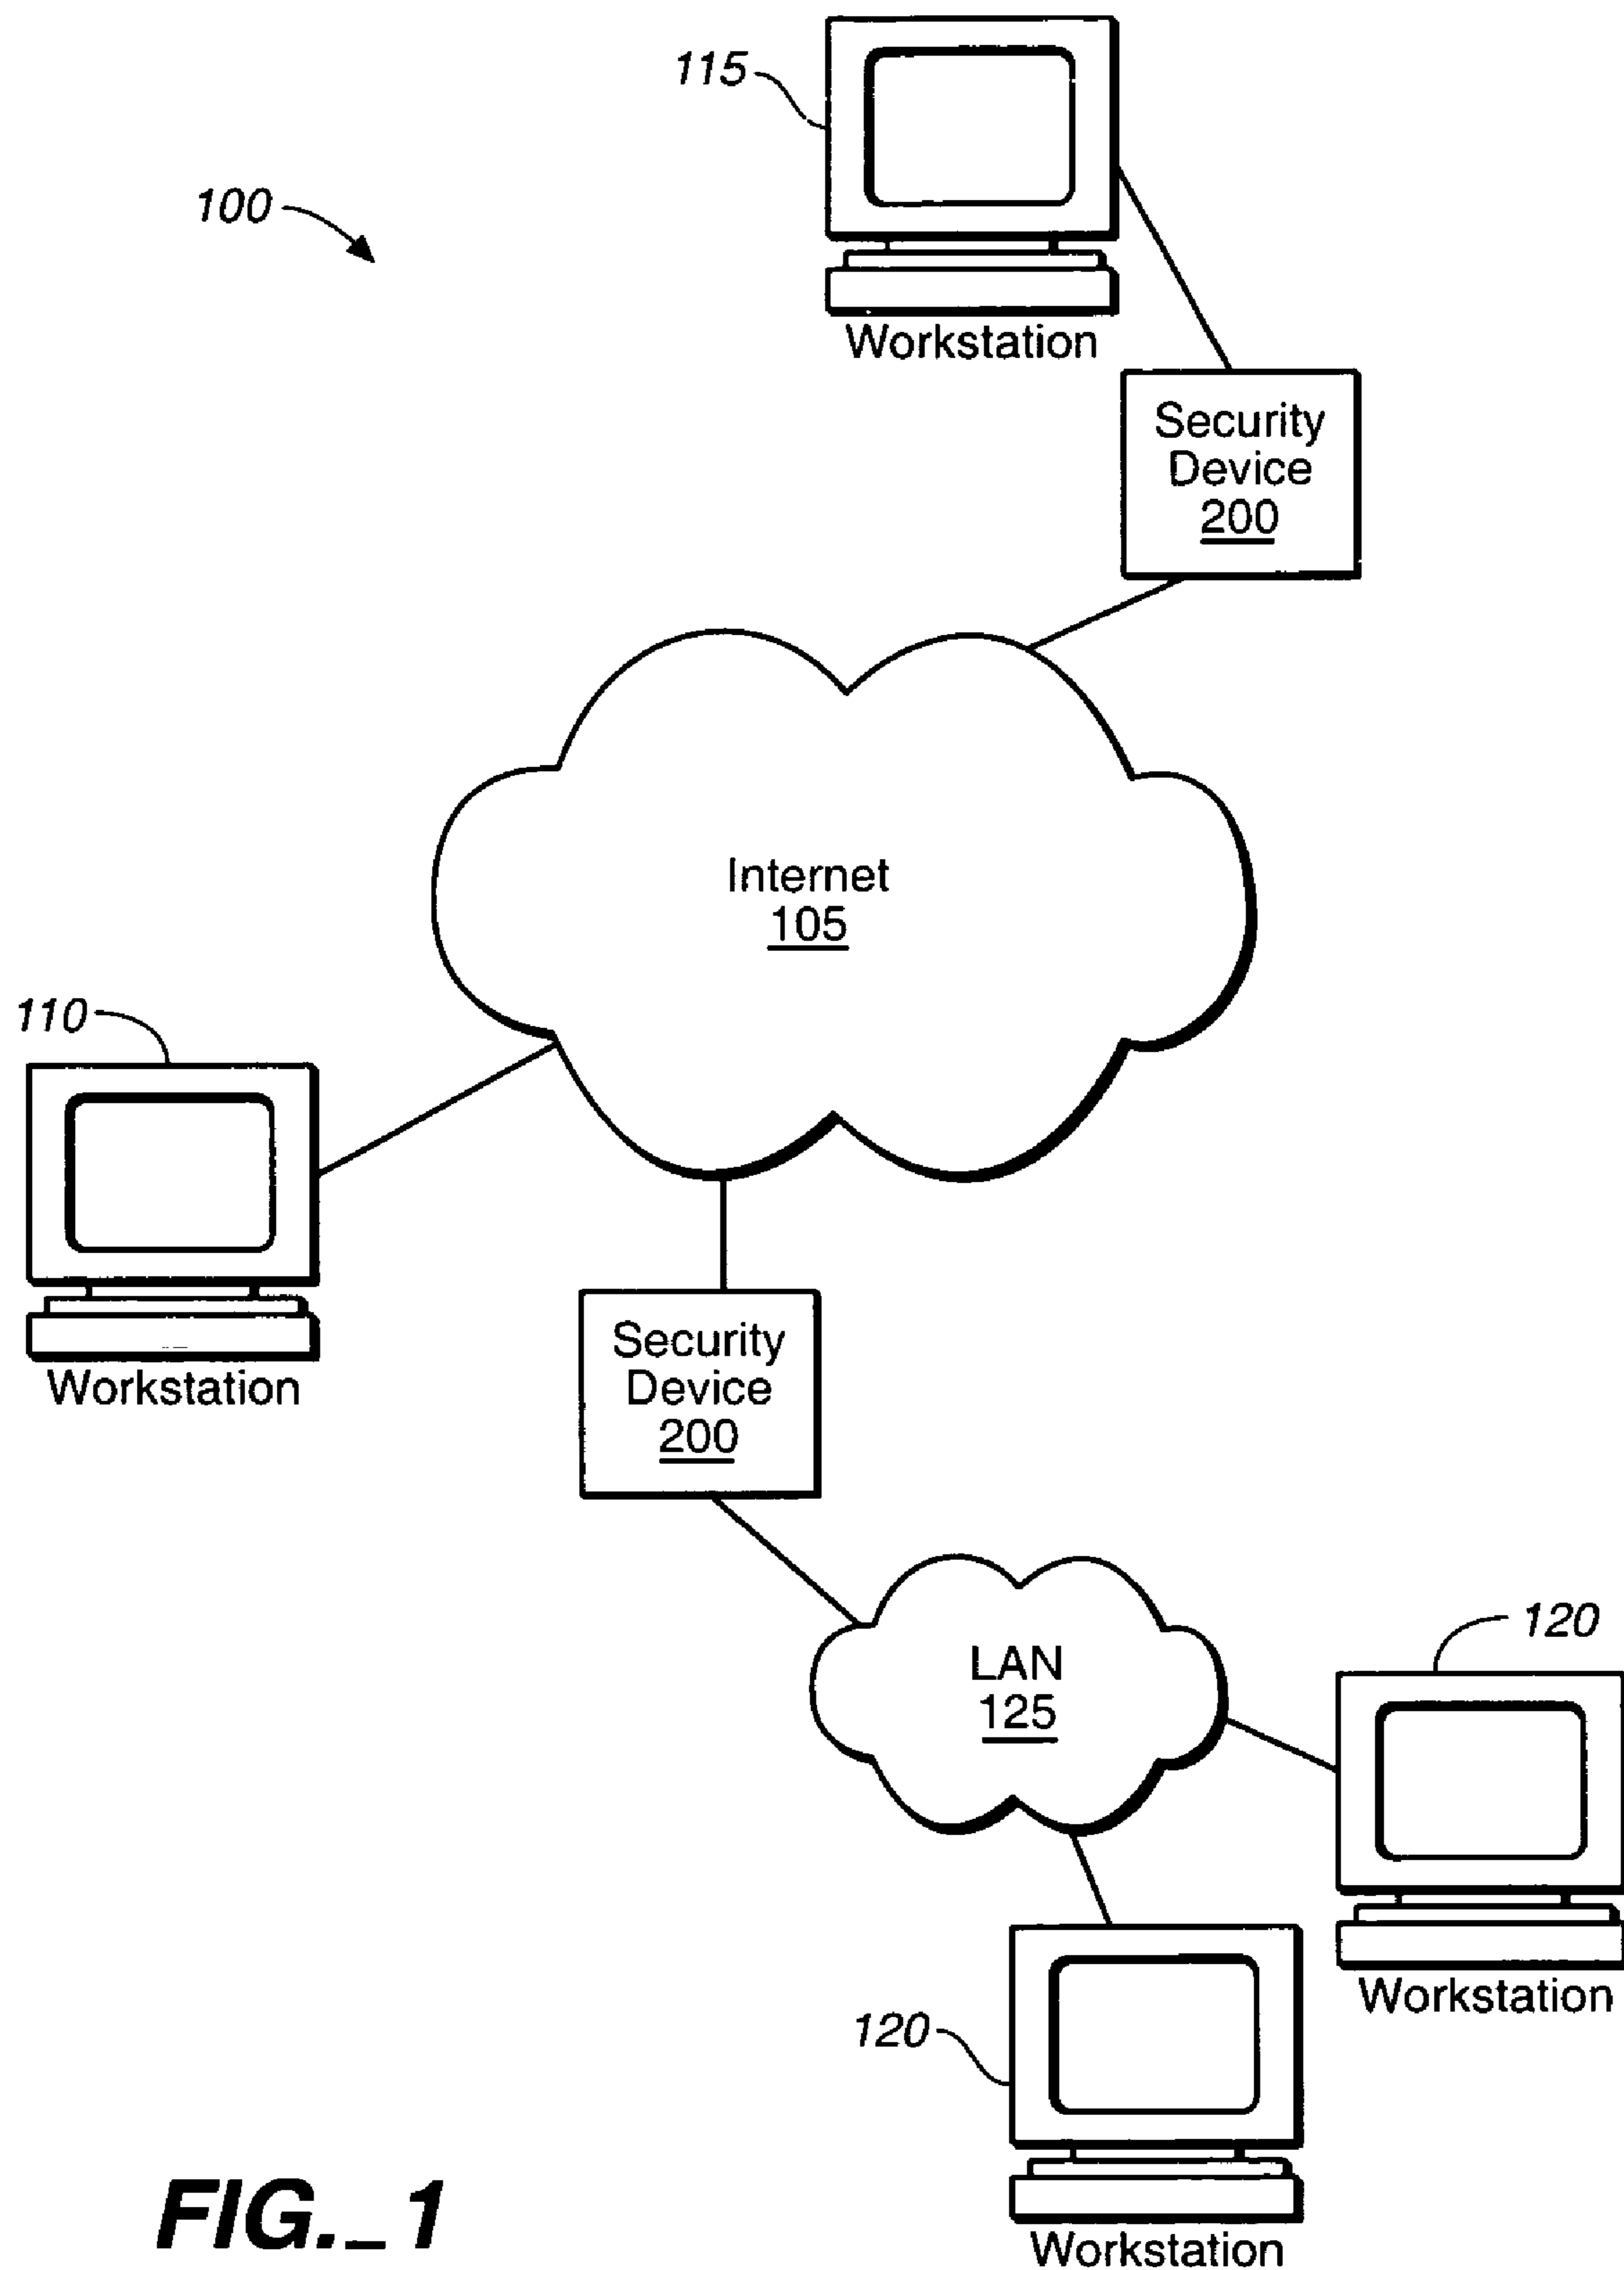 115
100
Workstation
Security
Device
200
Internet
105
110
Workstation
Security
Device
200
LAN
125
120
Workstation
120
Workstation
FIG._1